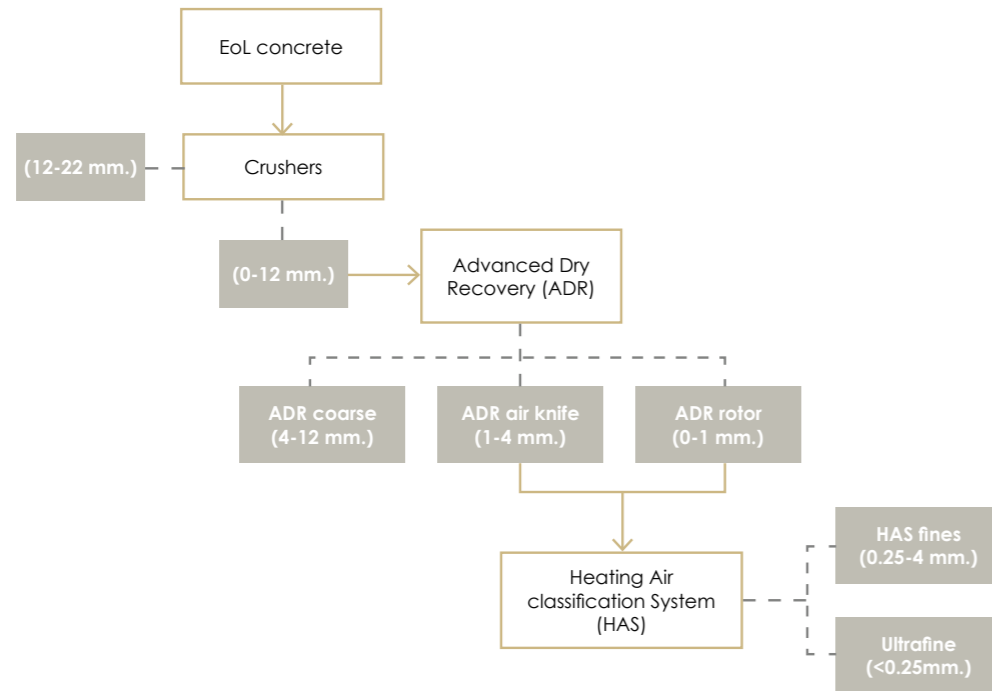 EoL concrete
(12-22 mm.)
Crushers
(0-12 mm.)
Advanced Dry
Recovery (ADR)
ADR coarse
(4-12 mm.)
ADR air knife
(1-4 mm.)
ADR rotor
(0-1 mm.)
Heating Air
classification System
(HAS)
HAS fines
(0.25-4 mm.)
Ultrafine
(<0.25mm.)